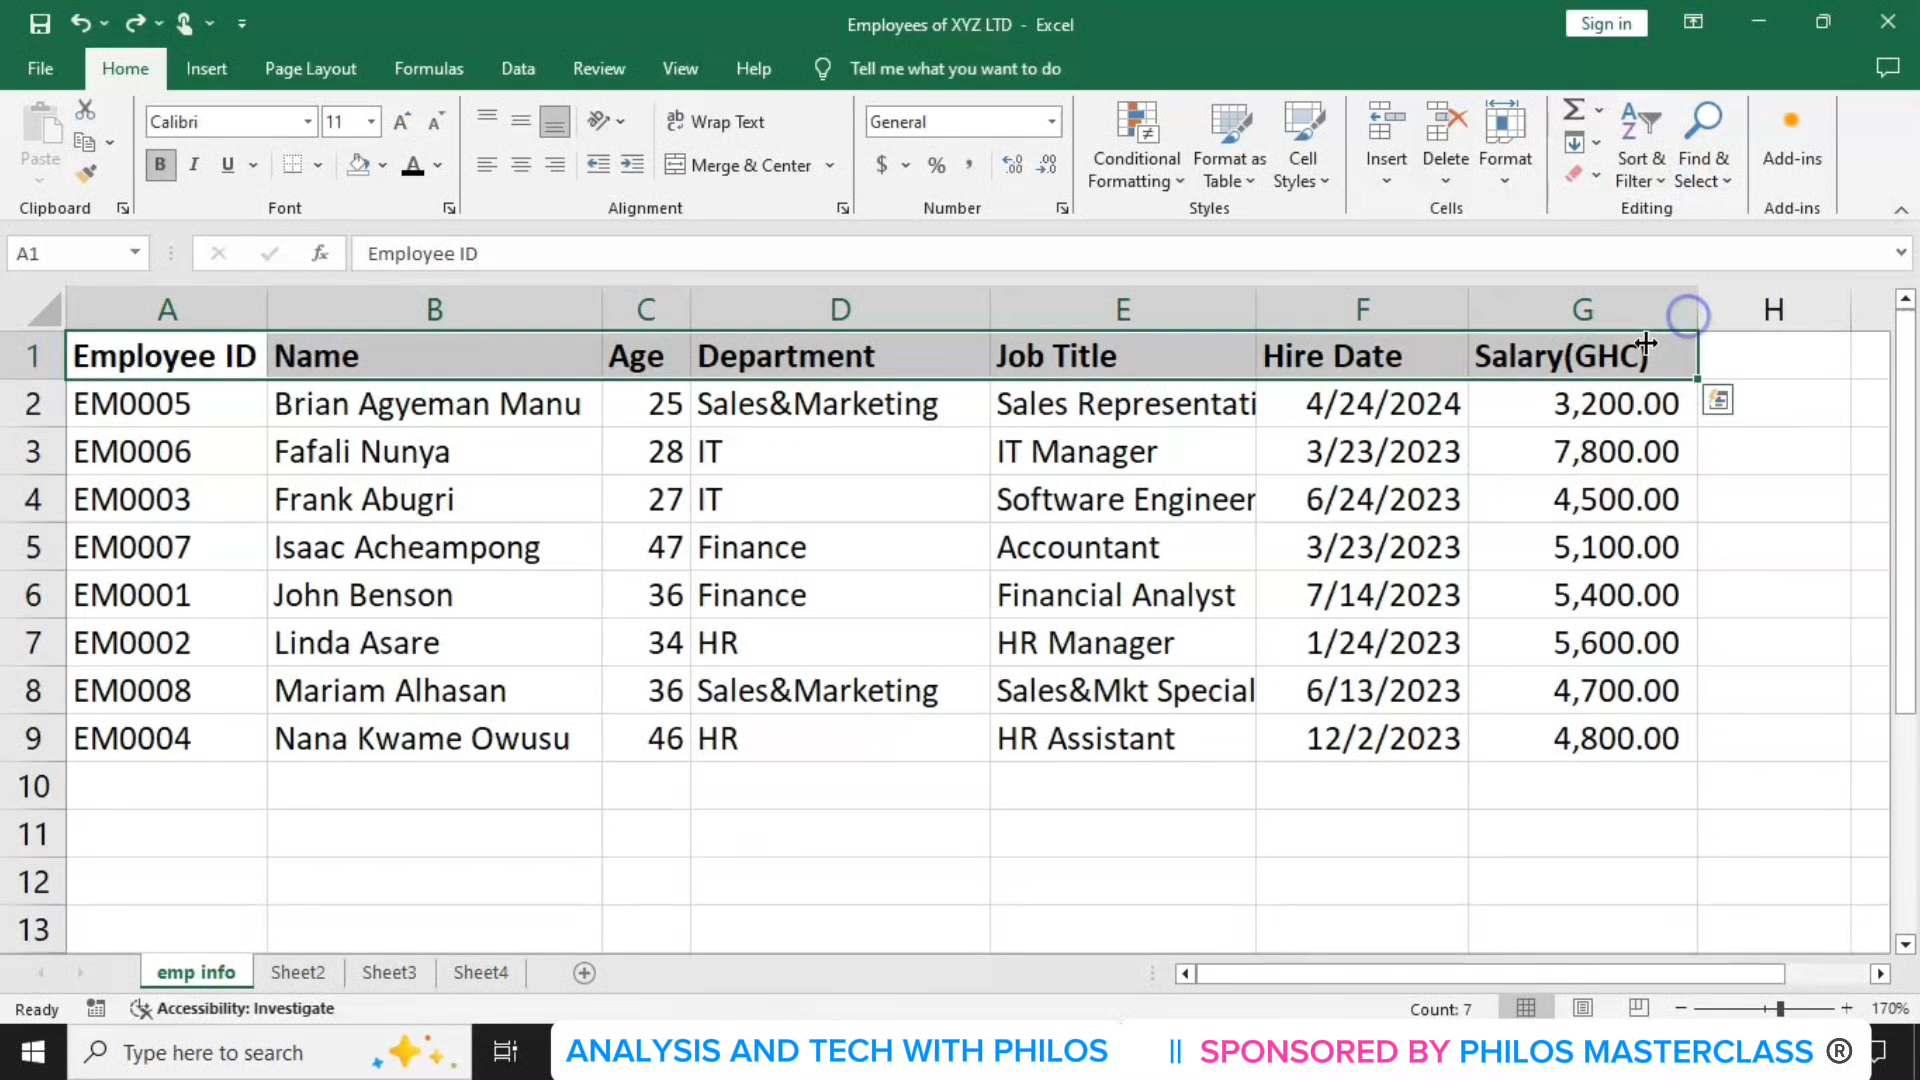 Employees of XYZ LTD - Excel
Sign in
File Home Insert Page Layout Formulas Data Review View Help Tell me what you want to do
Paste
Clipboard
Calibri 11
B I U A
Font
Wrap Text
Merge & Center
Alignment
General
$ % ,
Number
Conditional Formatting
Format as Table
Cell Styles
Styles
Insert Delete Format
Cells
Sort & Filter
Find & Select
Editing
Add-ins
Add-ins
A1 fx Employee ID
A B C D E F G H
1 Employee ID Name Age Department Job Title Hire Date Salary(GHC)
2 EM0005 Brian Agyeman Manu 25 Sales&Marketing Sales Representati 4/24/2024 3,200.00
3 EM0006 Fafali Nunya 28 IT IT Manager 3/23/2023 7,800.00
4 EM0003 Frank Abugri 27 IT Software Engineer 6/24/2023 4,500.00
5 EM0007 Isaac Acheampong 47 Finance Accountant 3/23/2023 5,100.00
6 EM0001 John Benson 36 Finance Financial Analyst 7/14/2023 5,400.00
7 EM0002 Linda Asare 34 HR HR Manager 1/24/2023 5,600.00
8 EM0008 Mariam Alhasan 36 Sales&Marketing Sales&Mkt Special 6/13/2023 4,700.00
9 EM0004 Nana Kwame Owusu 46 HR HR Assistant 12/2/2023 4,800.00
10
11
12
13
emp info Sheet2 Sheet3 Sheet4
Ready Accessibility: Investigate Count: 7 170%
Type here to search
ANALYSIS AND TECH WITH PHILOS || SPONSORED BY PHILOS MASTERCLASS ®